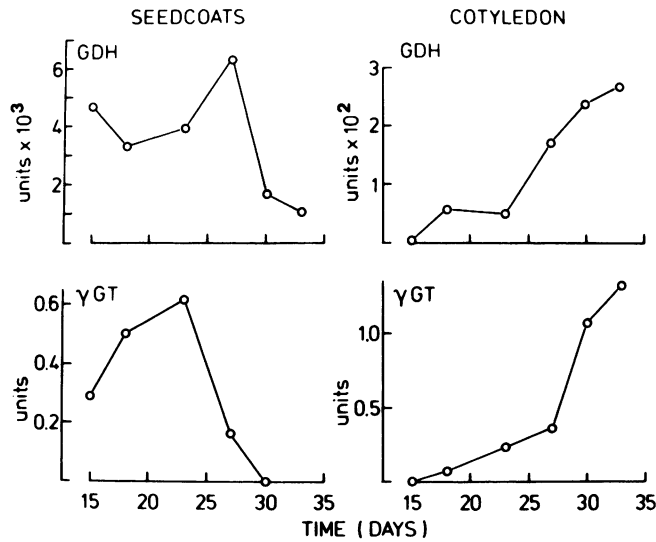 SEEDCOATS
COTYLEDON
GDH
units x 10³
6
4
2
GDH
units x 10²
3
2
1
γGT
units
0.6
0.4
0.2
15 20 25 30 35
γGT
units
1.0
0.5
15 20 25 30 35
TIME (DAYS)